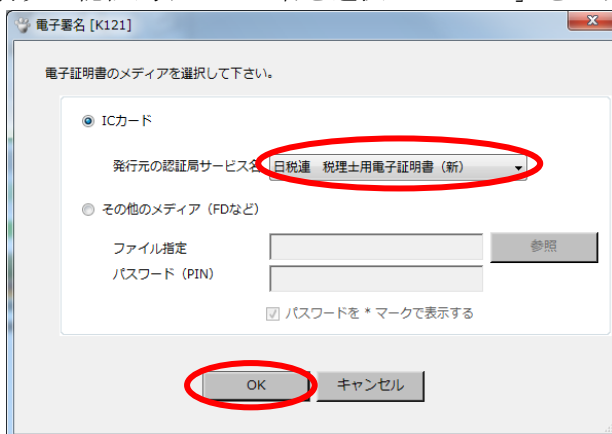 電子署名 [K121]
電子証明書のメディアを選択して下さい。
ICカード
発行元の認証局サービス名
日税連 税理士用電子証明書（新）
その他のメディア（FDなど）
ファイル指定
参照
パスワード（PIN）
パスワードを * マークで表示する
OK
キャンセル